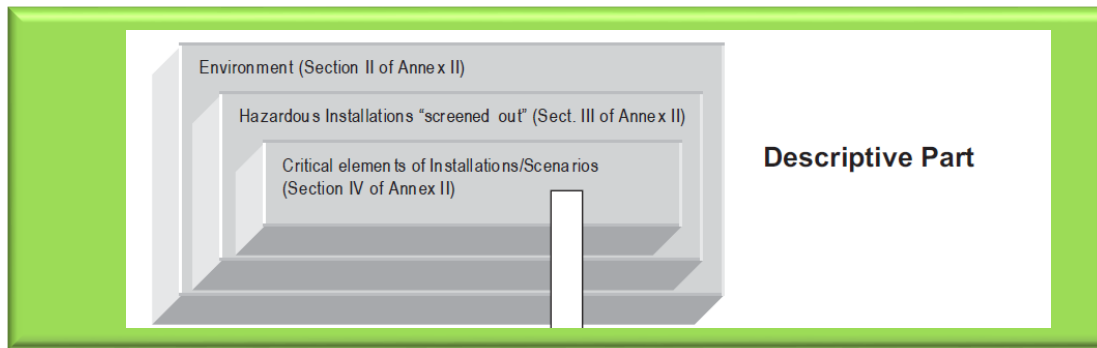 Environment (Section II of Annex II)
Hazardous Installations “screened out” (Sect. III of Annex II)
Critical elements of Installations/Scenarios
(Section IV of Annex II)
Descriptive Part